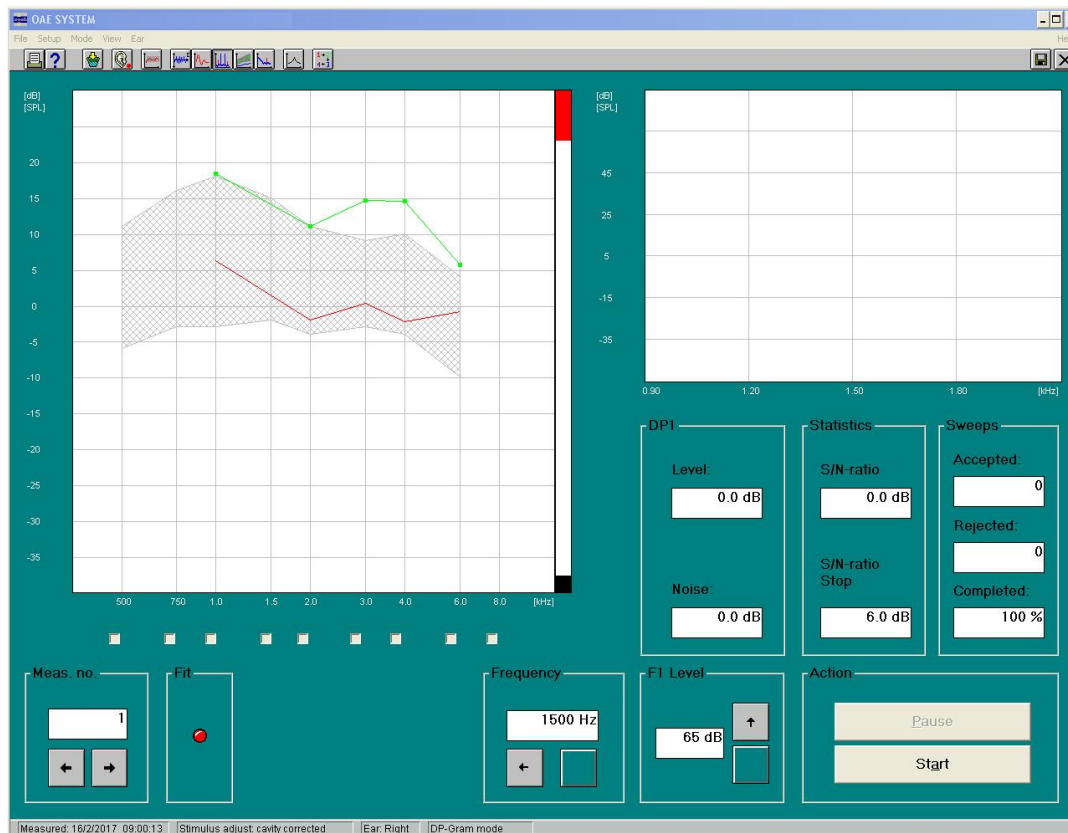 OAE SYSTEM
File Setup Mode View Ear
[dB]
[SPL]
20
15
10
5
0
-5
-10
-15
-20
-25
-30
-35
500 750 1.0 1.5 2.0 3.0 4.0 6.0 8.0 [kHz]
[dB]
[SPL]
45
25
5
-15
-35
0.90 1.20 1.50 1.80 [kHz]
DP1
Level:
0.0 dB
Noise:
0.0 dB
Statistics
S/N-ratio
0.0 dB
S/N-ratio
Stop
6.0 dB
Sweeps
Accepted:
0
Rejected:
0
Completed:
100 %
Meas. no.
1
Fit
Frequency
1500 Hz
F1 Level
65 dB
Action
Pause
Start
Measured: 16/2/2017 09:00:13 Stimulus adjust: cavity corrected Ear: Right DP-Gram mode